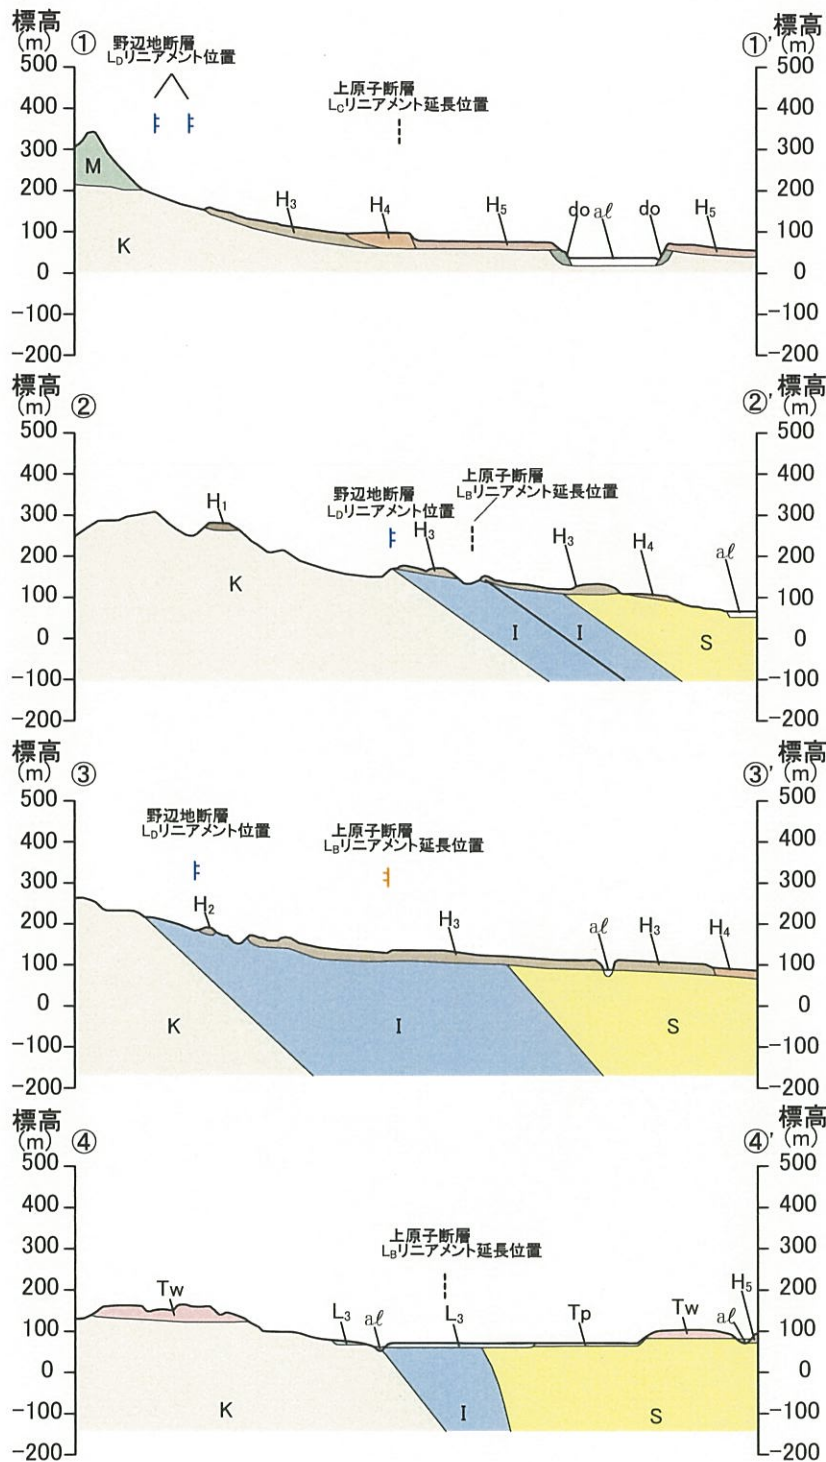 標高
(m)
①
野辺地断層
LDリニアメント位置
上原子断層
LCリニアメント延長位置
①'
標高
(m)
500
400
300
200
100
0
-100
-200
M
K
H3
H4
H5
do
aℓ
do
H5
500
400
300
200
100
0
-100
-200
標高
(m)
②
野辺地断層
LDリニアメント位置
上原子断層
LBリニアメント延長位置
②'
標高
(m)
500
400
300
200
100
0
-100
-200
H1
K
H3
H3
H4
aℓ
I
I
S
500
400
300
200
100
0
-100
-200
標高
(m)
③
野辺地断層
LDリニアメント位置
上原子断層
LBリニアメント延長位置
③'
標高
(m)
500
400
300
200
100
0
-100
-200
H2
H3
aℓ
H3
H4
K
I
S
500
400
300
200
100
0
-100
-200
標高
(m)
④
上原子断層
LBリニアメント延長位置
④'
標高
(m)
500
400
300
200
100
0
-100
-200
Tw
L3
aℓ
L3
Tp
Tw
aℓ
H5
K
I
S
500
400
300
200
100
0
-100
-200